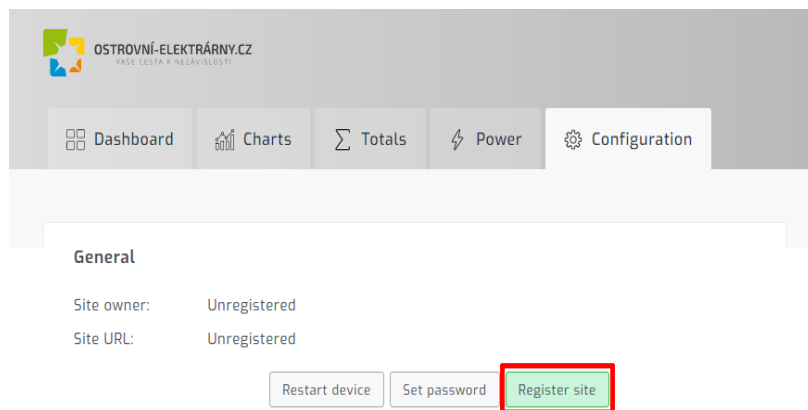 OSTROVNÍ-ELEKTRÁRNY.CZ
VAŠE CESTA K NEZÁVISLOSTI
Dashboard Charts Totals Power Configuration
General
Site owner: Unregistered
Site URL: Unregistered
Restart device Set password Register site